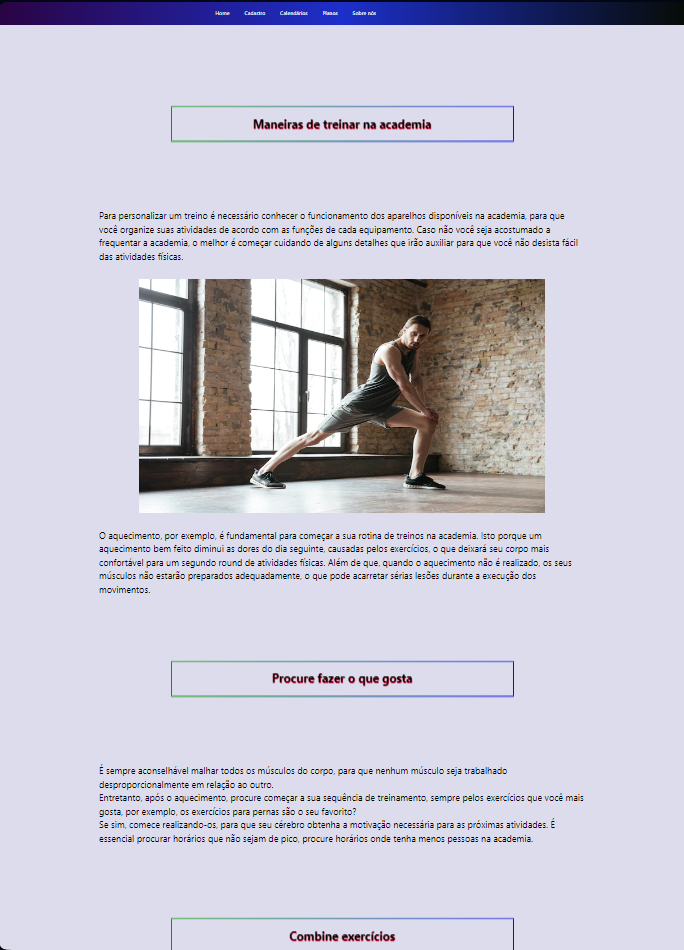 Home Cadastro Calendários Planos Sobre nós
Maneiras de treinar na academia
Para personalizar um treino é necessário conhecer o funcionamento dos aparelhos disponíveis na academia, para que
você organize suas atividades de acordo com as funções de cada equipamento. Caso não você seja acostumado a
frequentar a academia, o melhor é começar cuidando de alguns detalhes que irão auxiliar para que você não desista fácil
das atividades físicas.
O aquecimento, por exemplo, é fundamental para começar a sua rotina de treinos na academia. Isto porque um
aquecimento bem feito diminui as dores do dia seguinte, causadas pelos exercícios, o que deixará seu corpo mais
confortável para um segundo round de atividades físicas. Além de que, quando o aquecimento não é realizado, os seus
músculos não estarão preparados adequadamente, o que pode acarretar sérias lesões durante a execução dos
movimentos.
Procure fazer o que gosta
É sempre aconselhável malhar todos os músculos do corpo, para que nenhum músculo seja trabalhado
desproporcionalmente em relação ao outro.
Entretanto, após o aquecimento, procure começar a sua sequência de treinamento, sempre pelos exercícios que você mais
gosta, por exemplo, os exercícios para pernas são o seu favorito?
Se sim, comece realizando-os, para que seu cérebro obtenha a motivação necessária para as próximas atividades. É
essencial procurar horários que não sejam de pico, procure horários onde tenha menos pessoas na academia.
Combine exercícios